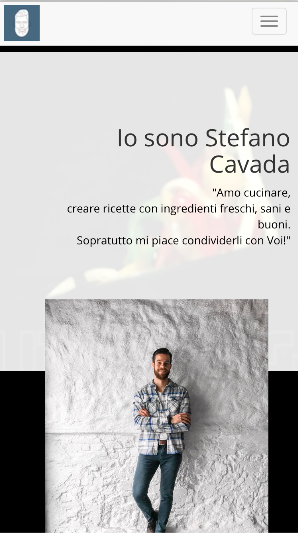 Io sono Stefano
Cavada
"Amo cucinare,
creare ricette con ingredienti freschi, sani e
buoni.
Sopratutto mi piace condividerli con Voi!"